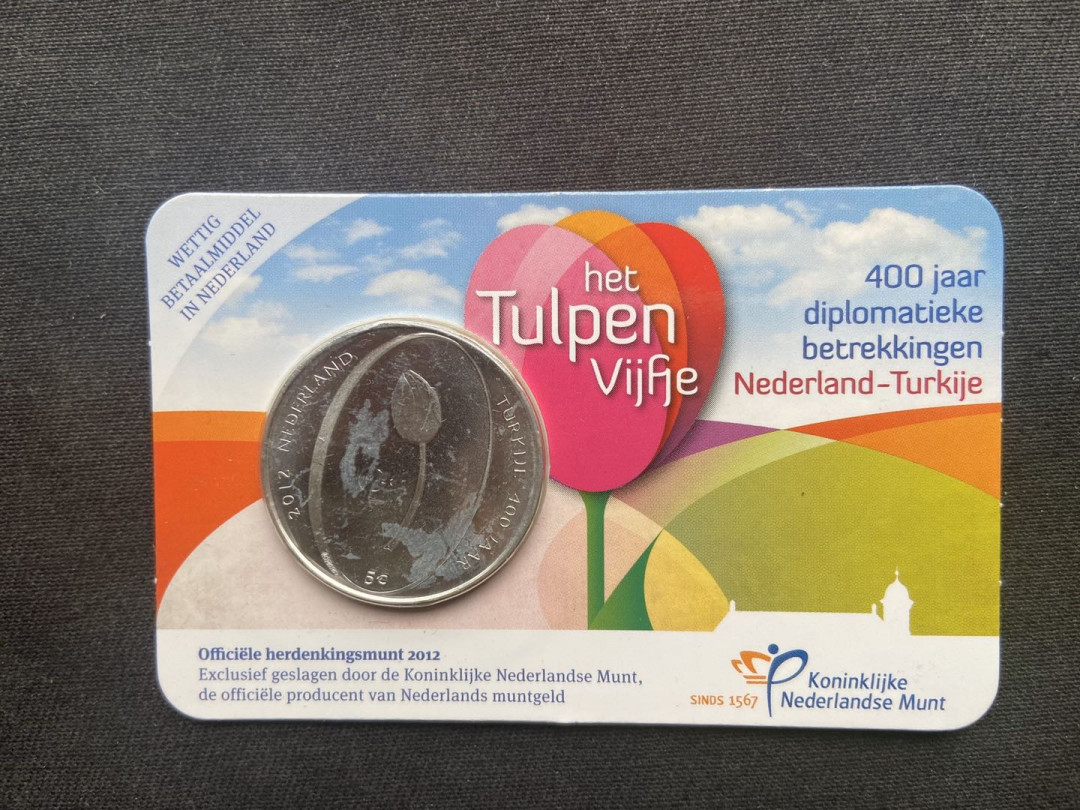 WETTIG
BETAALMIDDEL
IN NEDERLAND
het
Tulpen
Vijfje
400 jaar
diplomatieke
betrekkingen
Nederland-Turkije
2012 NEDERLAND
TURKIJE 400 JAAR
5€
Officiële herdenkingsmunt 2012
Exclusief geslagen door de Koninklijke Nederlandse Munt,
de officiële producent van Nederlands muntgeld
SINDS 1567
Koninklijke
Nederlandse Munt